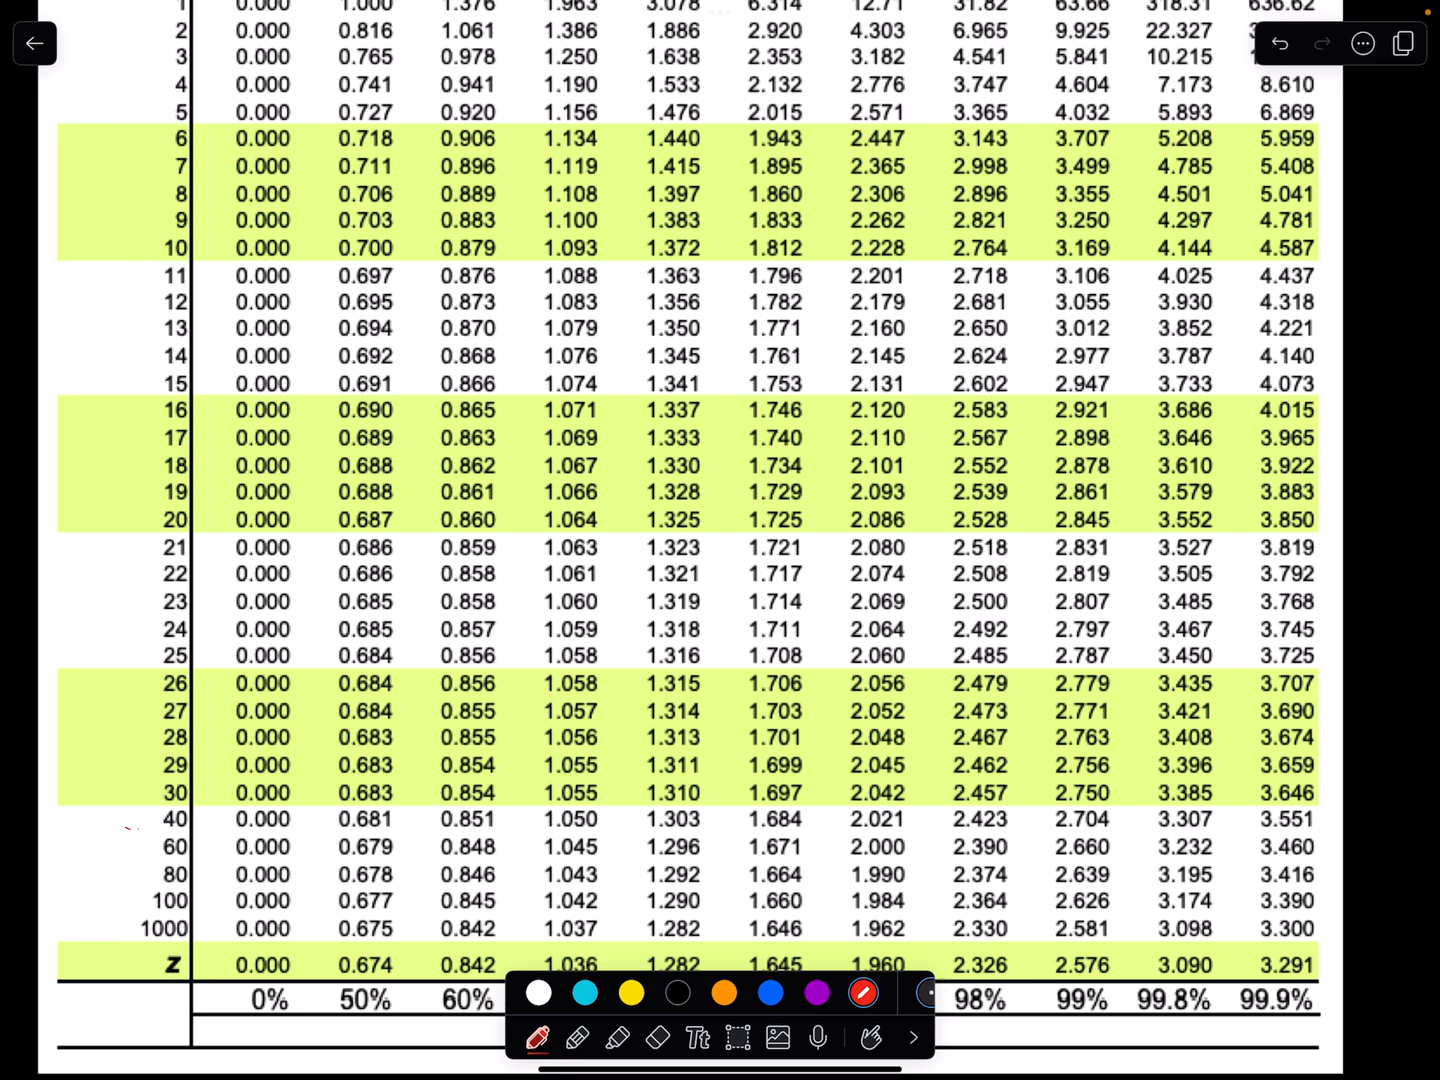 1 0.000 1.000 1.376 1.963 3.078 6.314 12.71 31.82 63.66 318.31 636.62
2 0.000 0.816 1.061 1.386 1.886 2.920 4.303 6.965 9.925 22.327
3 0.000 0.765 0.978 1.250 1.638 2.353 3.182 4.541 5.841 10.215
4 0.000 0.741 0.941 1.190 1.533 2.132 2.776 3.747 4.604 7.173 8.610
5 0.000 0.727 0.920 1.156 1.476 2.015 2.571 3.365 4.032 5.893 6.869
6 0.000 0.718 0.906 1.134 1.440 1.943 2.447 3.143 3.707 5.208 5.959
7 0.000 0.711 0.896 1.119 1.415 1.895 2.365 2.998 3.499 4.785 5.408
8 0.000 0.706 0.889 1.108 1.397 1.860 2.306 2.896 3.355 4.501 5.041
9 0.000 0.703 0.883 1.100 1.383 1.833 2.262 2.821 3.250 4.297 4.781
10 0.000 0.700 0.879 1.093 1.372 1.812 2.228 2.764 3.169 4.144 4.587
11 0.000 0.697 0.876 1.088 1.363 1.796 2.201 2.718 3.106 4.025 4.437
12 0.000 0.695 0.873 1.083 1.356 1.782 2.179 2.681 3.055 3.930 4.318
13 0.000 0.694 0.870 1.079 1.350 1.771 2.160 2.650 3.012 3.852 4.221
14 0.000 0.692 0.868 1.076 1.345 1.761 2.145 2.624 2.977 3.787 4.140
15 0.000 0.691 0.866 1.074 1.341 1.753 2.131 2.602 2.947 3.733 4.073
16 0.000 0.690 0.865 1.071 1.337 1.746 2.120 2.583 2.921 3.686 4.015
17 0.000 0.689 0.863 1.069 1.333 1.740 2.110 2.567 2.898 3.646 3.965
18 0.000 0.688 0.862 1.067 1.330 1.734 2.101 2.552 2.878 3.610 3.922
19 0.000 0.688 0.861 1.066 1.328 1.729 2.093 2.539 2.861 3.579 3.883
20 0.000 0.687 0.860 1.064 1.325 1.725 2.086 2.528 2.845 3.552 3.850
21 0.000 0.686 0.859 1.063 1.323 1.721 2.080 2.518 2.831 3.527 3.819
22 0.000 0.686 0.858 1.061 1.321 1.717 2.074 2.508 2.819 3.505 3.792
23 0.000 0.685 0.858 1.060 1.319 1.714 2.069 2.500 2.807 3.485 3.768
24 0.000 0.685 0.857 1.059 1.318 1.711 2.064 2.492 2.797 3.467 3.745
25 0.000 0.684 0.856 1.058 1.316 1.708 2.060 2.485 2.787 3.450 3.725
26 0.000 0.684 0.856 1.058 1.315 1.706 2.056 2.479 2.779 3.435 3.707
27 0.000 0.684 0.855 1.057 1.314 1.703 2.052 2.473 2.771 3.421 3.690
28 0.000 0.683 0.855 1.056 1.313 1.701 2.048 2.467 2.763 3.408 3.674
29 0.000 0.683 0.854 1.055 1.311 1.699 2.045 2.462 2.756 3.396 3.659
30 0.000 0.683 0.854 1.055 1.310 1.697 2.042 2.457 2.750 3.385 3.646
40 0.000 0.681 0.851 1.050 1.303 1.684 2.021 2.423 2.704 3.307 3.551
60 0.000 0.679 0.848 1.045 1.296 1.671 2.000 2.390 2.660 3.232 3.460
80 0.000 0.678 0.846 1.043 1.292 1.664 1.990 2.374 2.639 3.195 3.416
100 0.000 0.677 0.845 1.042 1.290 1.660 1.984 2.364 2.626 3.174 3.390
1000 0.000 0.675 0.842 1.037 1.282 1.646 1.962 2.330 2.581 3.098 3.300
z 0.000 0.674 0.842 1.036 1.282 1.645 1.960 2.326 2.576 3.090 3.291
0% 50% 60% 98% 99% 99.8% 99.9%
Tt